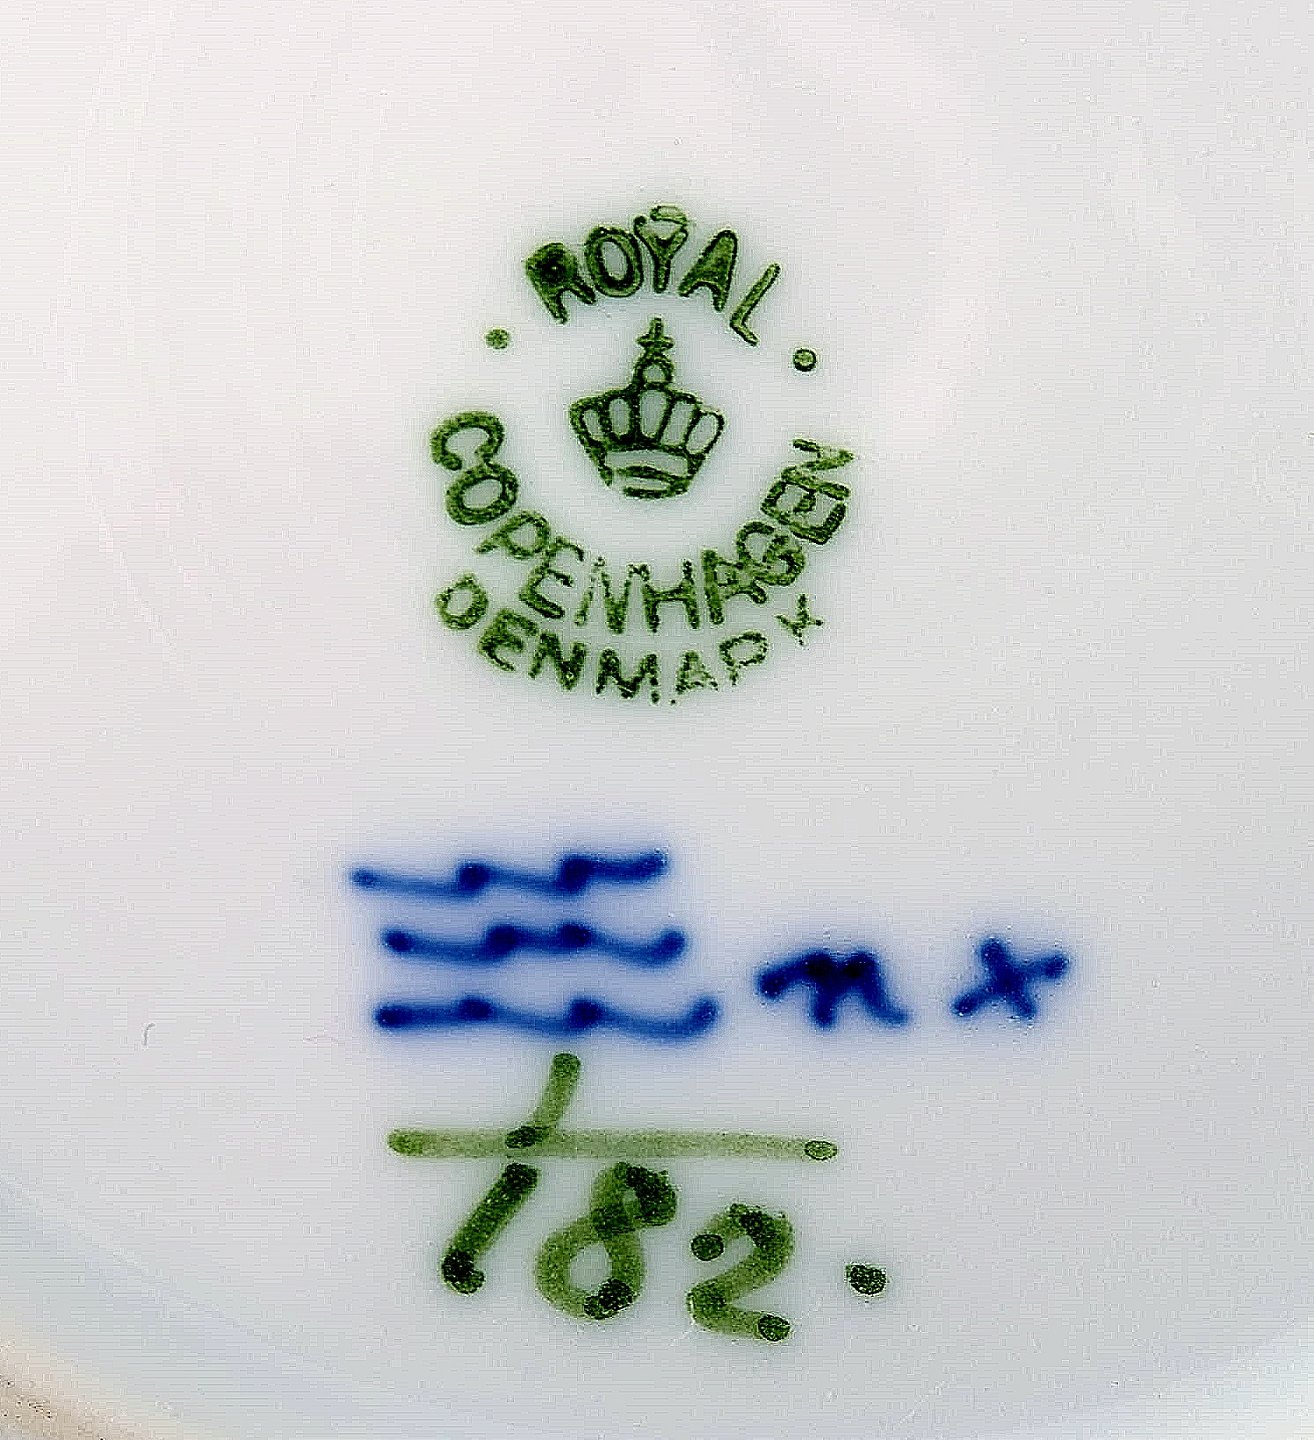 ROYAL
COPENHAGEN
DENMARK
n x
1
182.